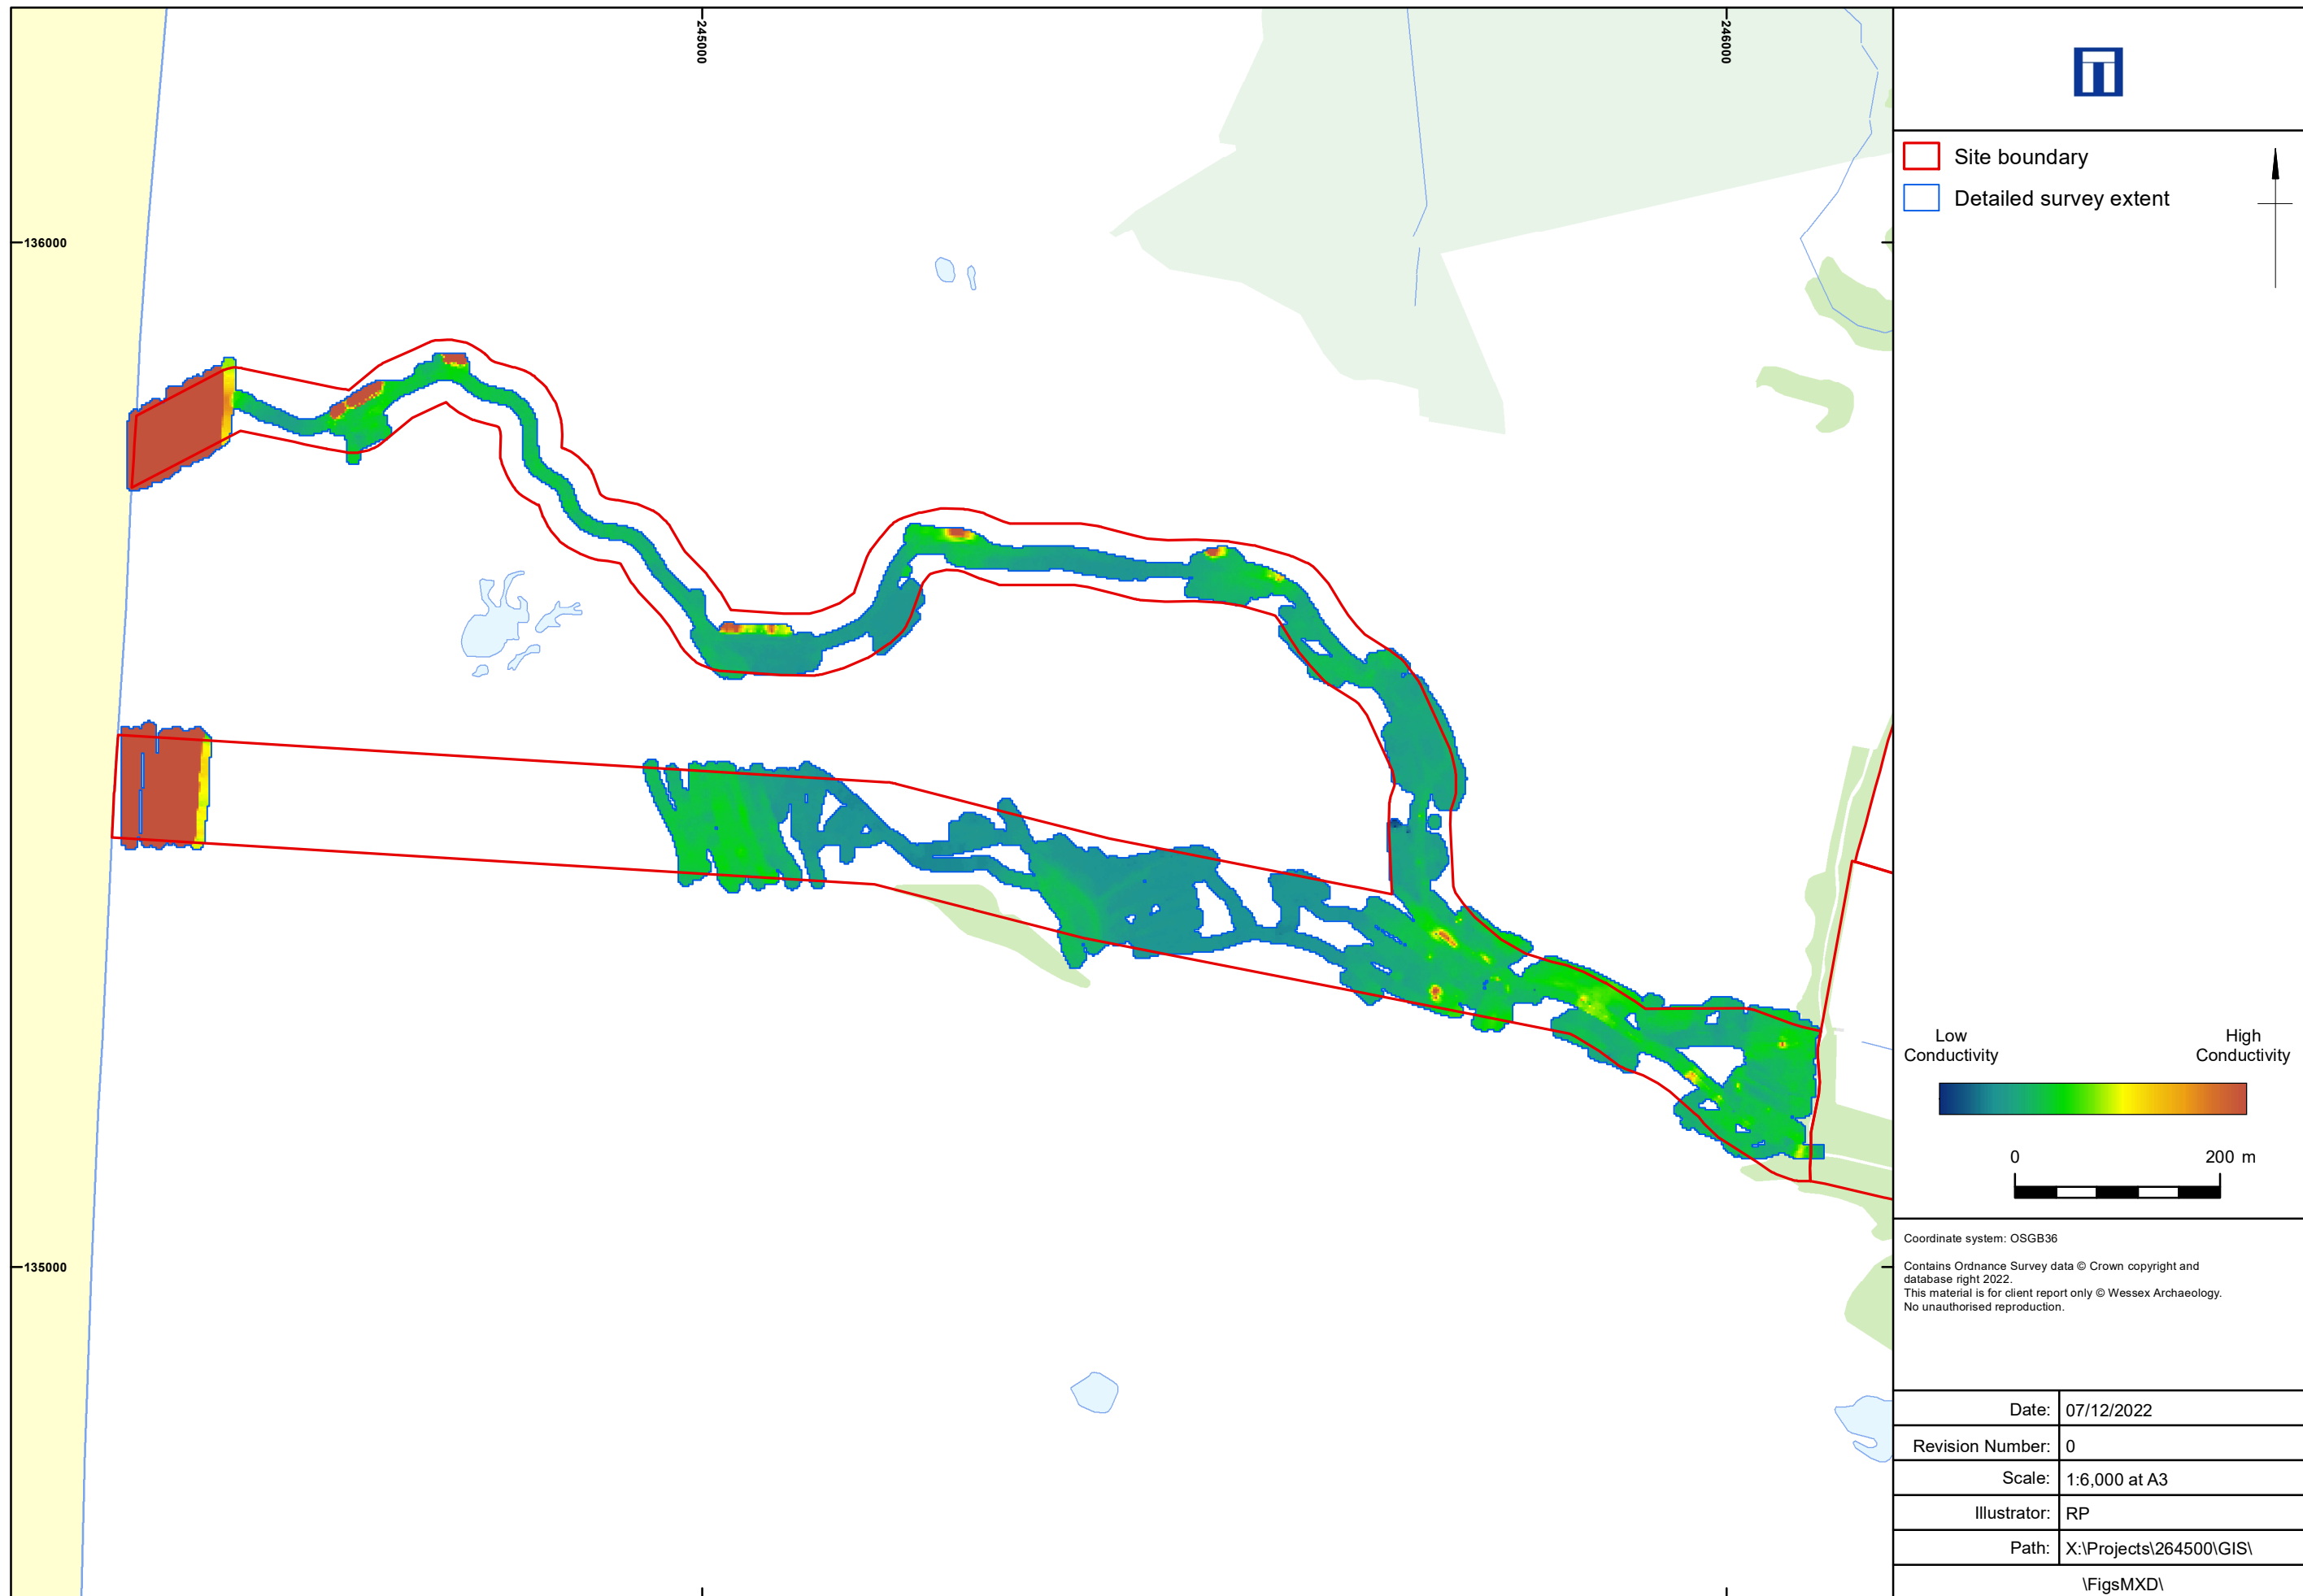 245000
246000
136000
135000
Site boundary
Detailed survey extent
Low
Conductivity
High
Conductivity
0
200 m
Coordinate system: OSGB36
Contains Ordnance Survey data © Crown copyright and
database right 2022.
This material is for client report only © Wessex Archaeology.
No unauthorised reproduction.
Date: 07/12/2022
Revision Number: 0
Scale: 1:6,000 at A3
Illustrator: RP
Path: X:\Projects\264500\GIS\
\FigsMXD\